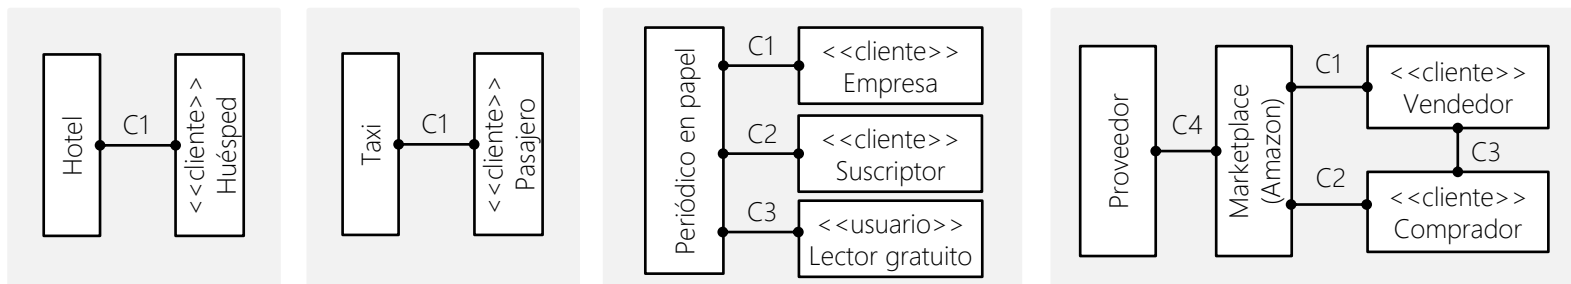 Hotel
C1
<<cliente>>
Huésped
Taxi
C1
<<cliente>>
Pasajero
Periódico en papel
C1
<<cliente>>
Empresa
C2
<<cliente>>
Suscriptor
C3
<<usuario>>
Lector gratuito
Proveedor
C4
Marketplace
(Amazon)
C1
<<cliente>>
Vendedor
C3
C2
<<cliente>>
Comprador